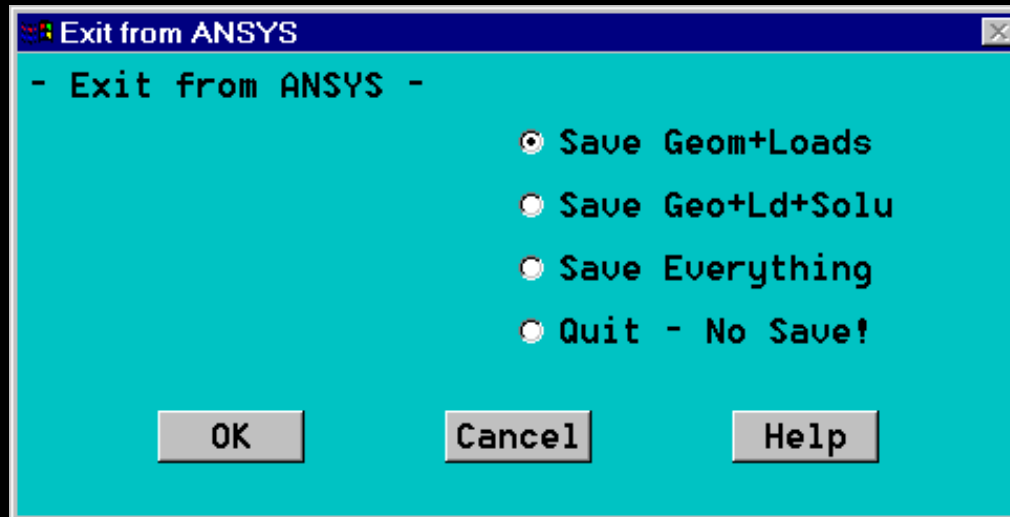 Exit from ANSYS
- Exit from ANSYS -
Save Geom+Loads
Save Geo+Ld+Solu
Save Everything
Quit - No Save!
OK Cancel Help